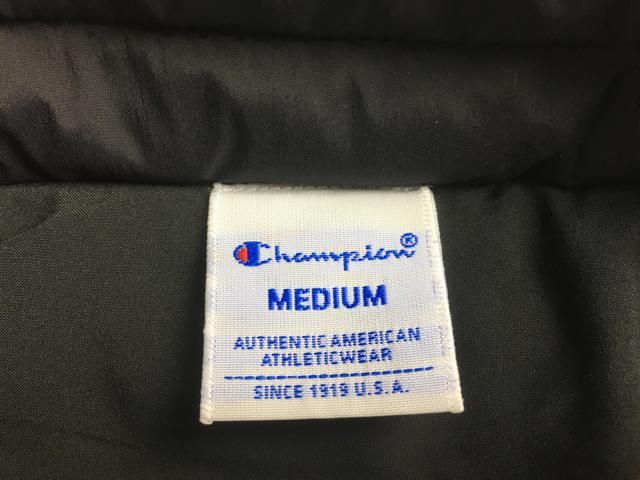 Champion®
MEDIUM
AUTHENTIC AMERICAN
ATHLETICWEAR
SINCE 1919 U.S.A.